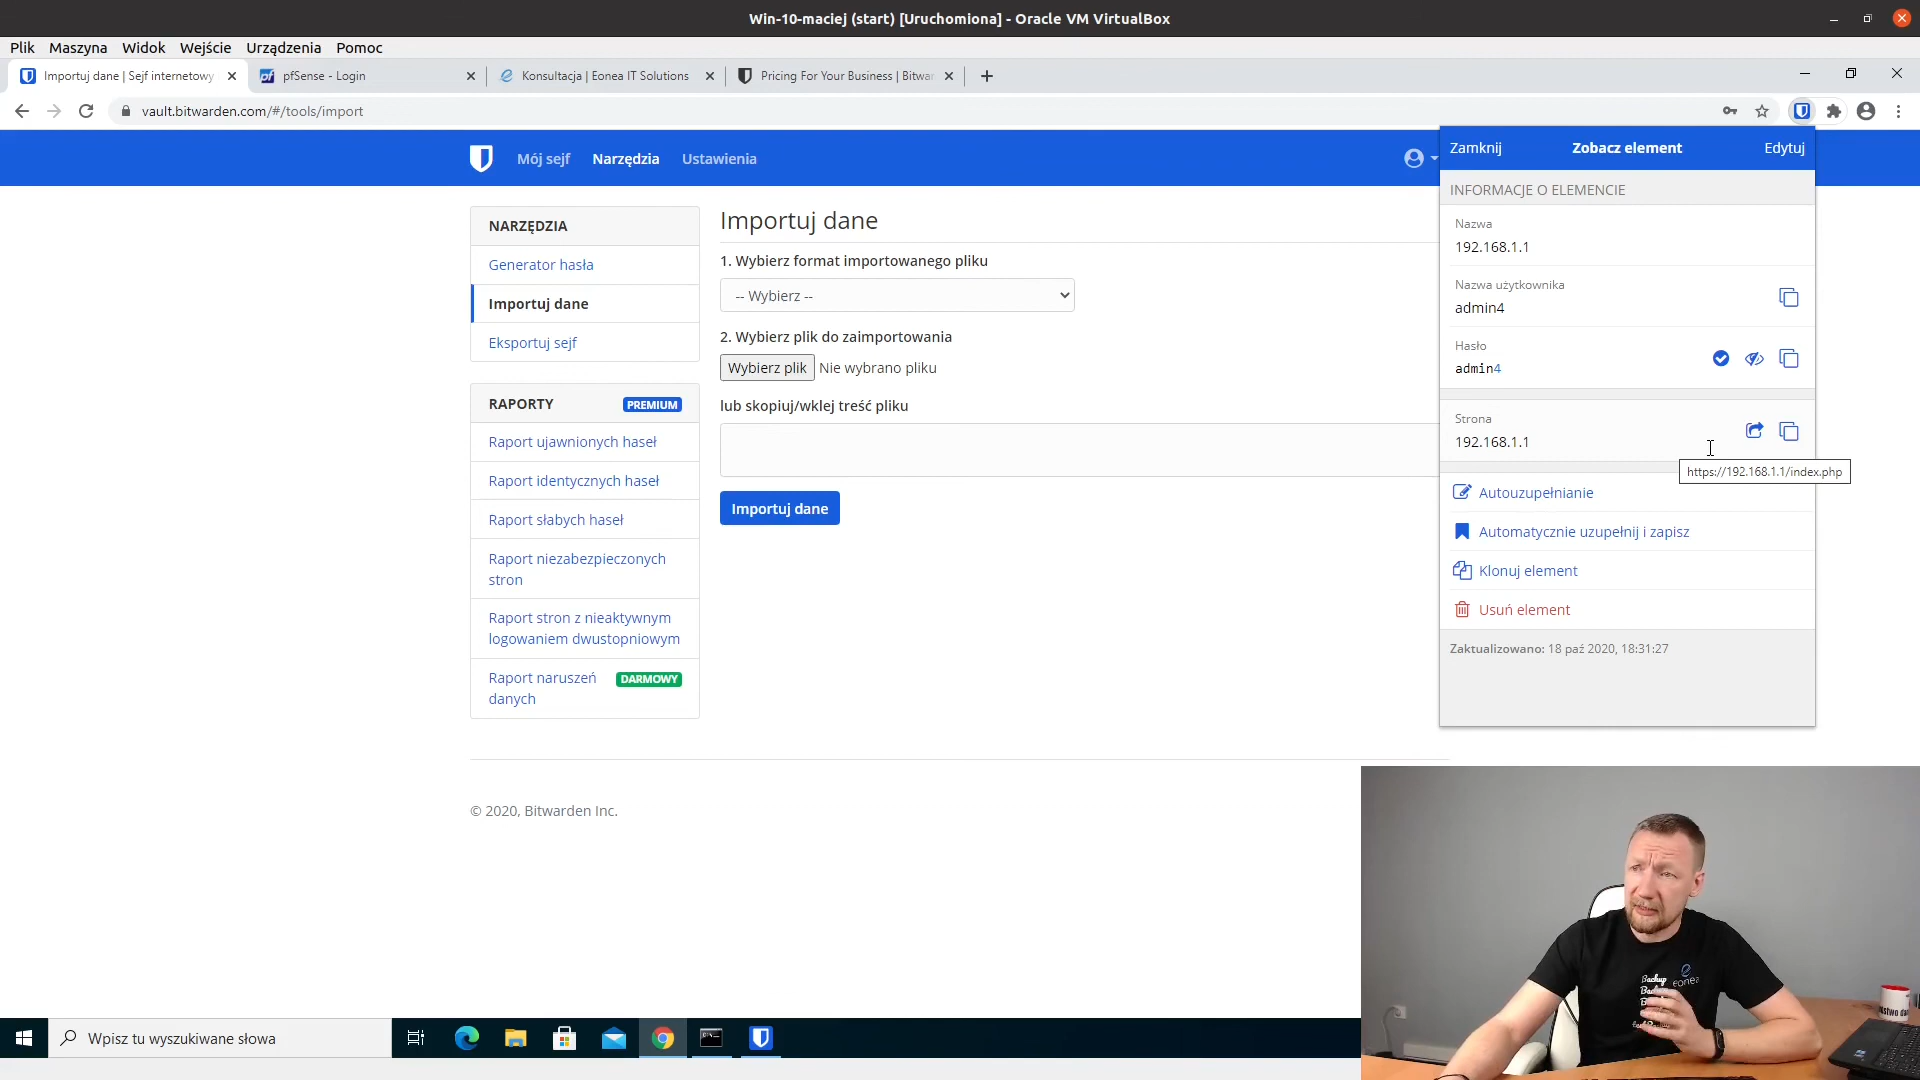 Win-10-maciej (start) [Uruchomiona] - Oracle VM VirtualBox
Plik Maszyna Widok Wejście Urządzenia Pomoc
Importuj dane | Sejf internetowy
pfSense - Login
Konsultacja | Eonea IT Solutions
Pricing For Your Business | Bitwar
vault.bitwarden.com/#/tools/import
Mój sejf Narzędzia Ustawienia
NARZĘDZIA
Generator hasła
Importuj dane
Eksportuj sejf
RAPORTY PREMIUM
Raport ujawnionych haseł
Raport identycznych haseł
Raport słabych haseł
Raport niezabezpieczonych
stron
Raport stron z nieaktywnym
logowaniem dwustopniowym
Raport naruszeń DARMOWY
danych
Importuj dane
1. Wybierz format importowanego pliku
-- Wybierz --
2. Wybierz plik do zaimportowania
Wybierz plik Nie wybrano pliku
lub skopiuj/wklej treść pliku
Importuj dane
© 2020, Bitwarden Inc.
Zamknij Zobacz element Edytuj
INFORMACJE O ELEMENCIE
Nazwa
192.168.1.1
Nazwa użytkownika
admin4
Hasło
admin4
Strona
192.168.1.1
https://192.168.1.1/index.php
Autouzupełnianie
Automatycznie uzupełnij i zapisz
Klonuj element
Usuń element
Zaktualizowano: 18 paź 2020, 18:31:27
Backup
eonea
Wpisz tu wyszukiwane słowa